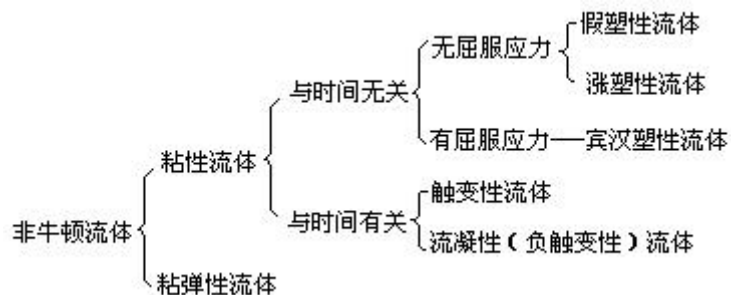 假塑性流体
无屈服应力
涨塑性流体
与时间无关
有屈服应力──宾汉塑性流体
粘性流体
触变性流体
与时间有关
流凝性(负触变性)流体
非牛顿流体
粘弹性流体